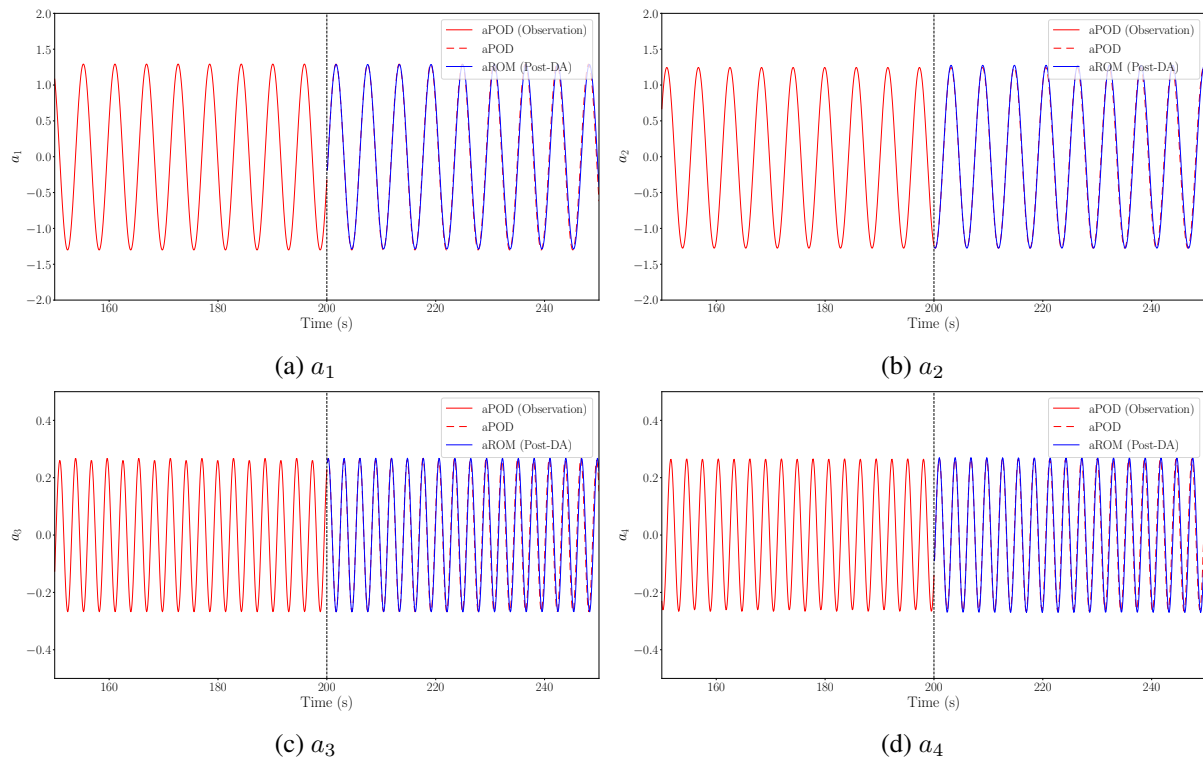 2.0
1.5
1.0
0.5
0.0
−0.5
−1.0
−1.5
−2.0
a₁
160
180
200
220
240
Time (s)
aPOD (Observation)
aPOD
aROM (Post-DA)
(a) a₁
2.0
1.5
1.0
0.5
0.0
−0.5
−1.0
−1.5
−2.0
a₂
160
180
200
220
240
Time (s)
aPOD (Observation)
aPOD
aROM (Post-DA)
(b) a₂
0.4
0.2
0.0
−0.2
−0.4
a₃
160
180
200
220
240
Time (s)
aPOD (Observation)
aPOD
aROM (Post-DA)
(c) a₃
0.4
0.2
0.0
−0.2
−0.4
a₄
160
180
200
220
240
Time (s)
aPOD (Observation)
aPOD
aROM (Post-DA)
(d) a₄